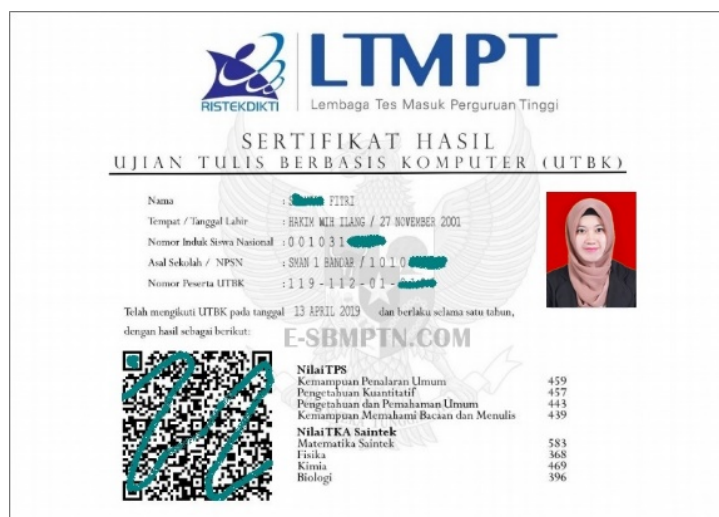 LTMPT
RISTEKDIKTI
Lembaga Tes Masuk Perguruan Tinggi
SERTIFIKAT HASIL
UJIAN TULIS BERBASIS KOMPUTER (UTBK)
Nama : S FITRI
Tempat / Tanggal Lahir : HAKIM WIH ILANG / 27 NOVEMBER 2001
Nomor Induk Siswa Nasional : 001031
Asal Sekolah / NPSN : SMAN 1 BANDAR / 1010
Nomor Peserta UTBK : 119-112-01-
Telah mengikuti UTBK pada tanggal 13 APRIL 2019 dan berlaku selama satu tahun,
dengan hasil sebagai berikut:
E-SBMPTN.COM
Nilai TPS
Kemampuan Penalaran Umum 459
Pengetahuan Kuantitatif 457
Pengetahuan dan Pemahaman Umum 443
Kemampuan Memahami Bacaan dan Menulis 439
Nilai TKA Saintek
Matematika Saintek 583
Fisika 368
Kimia 469
Biologi 396